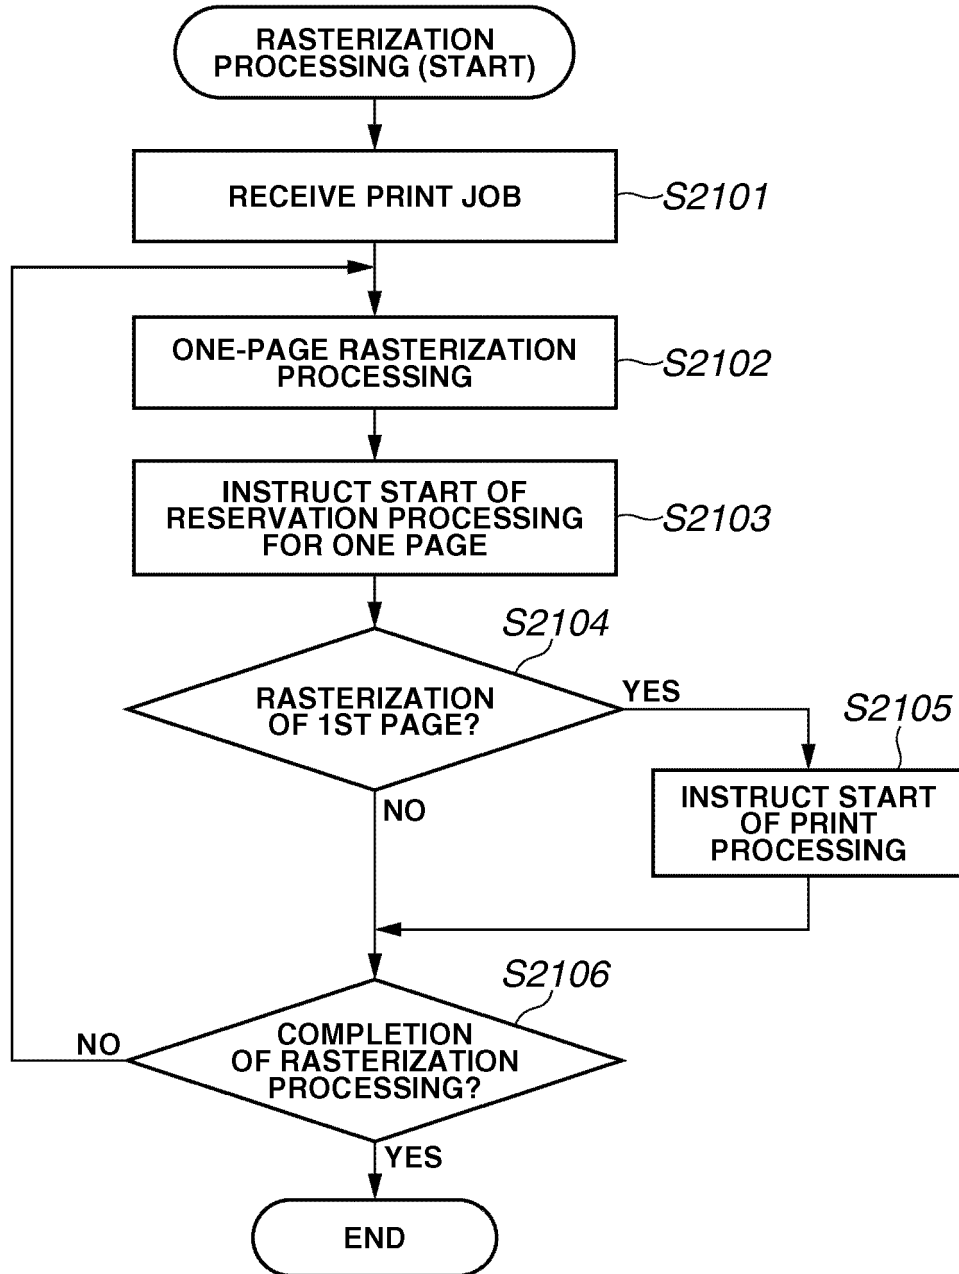 RASTERIZATION
PROCESSING (START)
RECEIVE PRINT JOB
S2101
ONE-PAGE RASTERIZATION
PROCESSING
S2102
INSTRUCT START OF
RESERVATION PROCESSING
FOR ONE PAGE
S2103
S2104
RASTERIZATION
OF 1ST PAGE?
YES
NO
S2105
INSTRUCT START
OF PRINT
PROCESSING
S2106
COMPLETION
OF RASTERIZATION
PROCESSING?
NO
YES
END